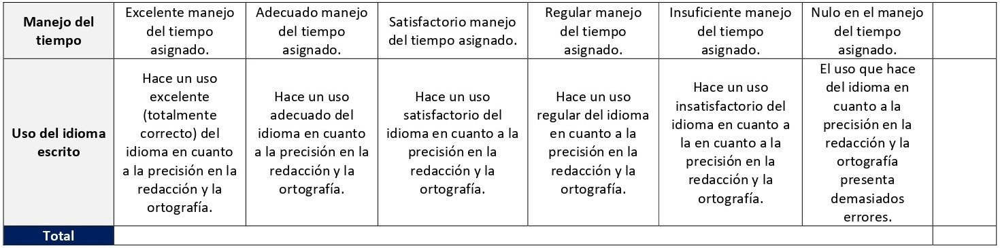 Manejo del
tiempo
Excelente manejo
del tiempo
asignado.
Adecuado manejo
del tiempo
asignado.
Satisfactorio manejo
del tiempo asignado.
Regular manejo
del tiempo
asignado.
Insuficiente manejo
del tiempo
asignado.
Nulo en el manejo
del tiempo
asignado.
Uso del idioma
escrito
Hace un uso
excelente
(totalmente
correcto) del
idioma en cuanto
a la precisión en la
redacción y la
ortografía.
Hace un uso
adecuado del
idioma en cuanto
a la precisión en la
redacción y la
ortografía.
Hace un uso
satisfactorio del
idioma en cuanto a la
precisión en la
redacción y la
ortografía.
Hace un uso
regular del idioma
en cuanto a la
precisión en la
redacción y la
ortografía.
Hace un uso
insatisfactorio del
idioma en cuanto a
la en cuanto a la
precisión en la
redacción y la
ortografía.
El uso que hace
del idioma en
cuanto a la
precisión en la
redacción y la
ortografía
presenta
demasiados
errores.
Total